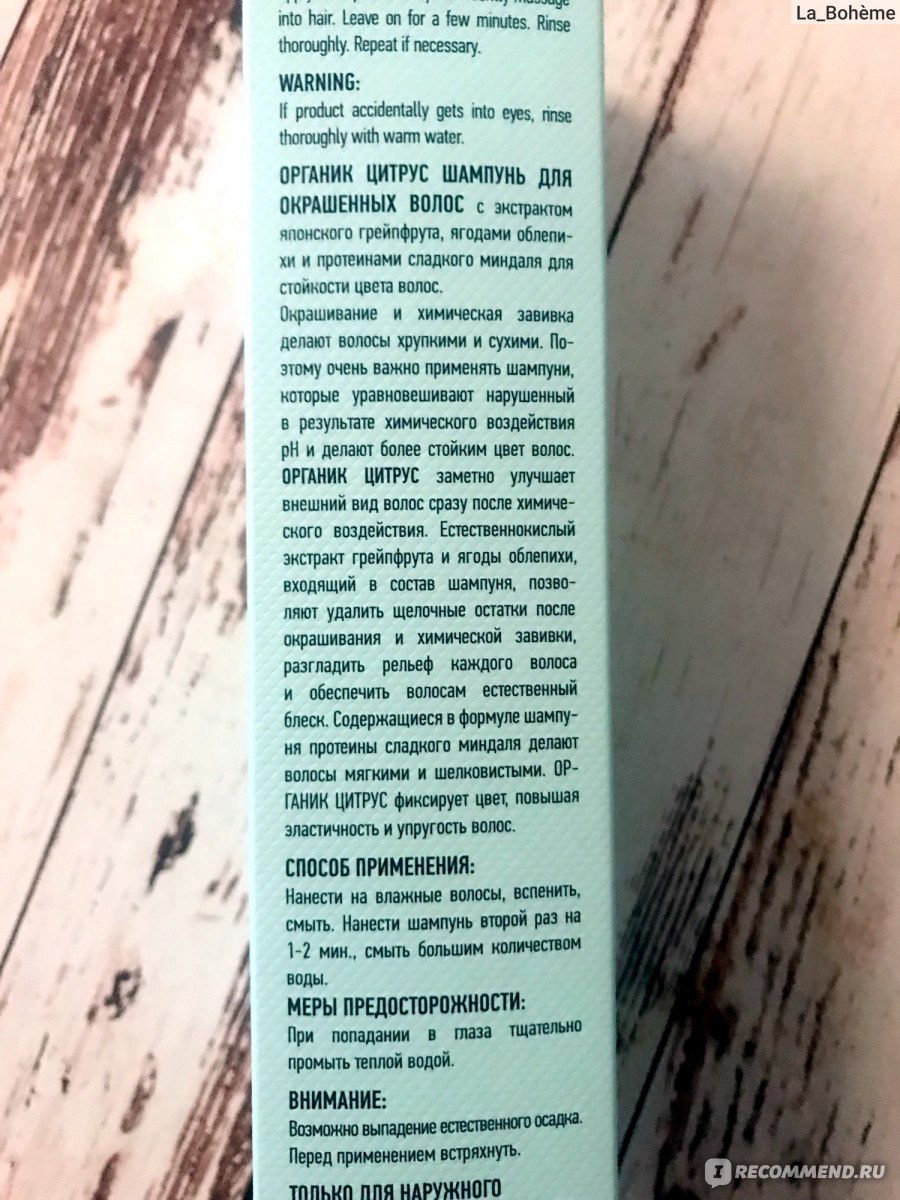 La_Bohème
into hair. Leave on for a few minutes. Rinse
thoroughly. Repeat if necessary.
WARNING:
If product accidentally gets into eyes, rinse
thoroughly with warm water.
ОРГАНИК ЦИТРУС ШАМПУНЬ ДЛЯ
ОКРАШЕННЫХ ВОЛОС с экстрактом
японского грейпфрута, ягодами облепи-
хи и протеинами сладкого миндаля для
стойкости цвета волос.
Окрашивание и химическая завивка
делают волосы хрупкими и сухими. По-
этому очень важно применять шампуни,
которые уравновешивают нарушенный
в результате химического воздействия
pH и делают более стойким цвет волос.
ОРГАНИК ЦИТРУС заметно улучшает
внешний вид волос сразу после химиче-
ского воздействия. Естественнокислый
экстракт грейпфрута и ягоды облепихи,
входящий в состав шампуня, позво-
ляют удалить щелочные остатки после
окрашивания и химической завивки,
разгладить рельеф каждого волоса
и обеспечить волосам естественный
блеск. Содержащиеся в формуле шампу-
ня протеины сладкого миндаля делают
волосы мягкими и шелковистыми. ОР-
ГАНИК ЦИТРУС фиксирует цвет, повышая
эластичность и упругость волос.
СПОСОБ ПРИМЕНЕНИЯ:
Нанести на влажные волосы, вспенить,
смыть. Нанести шампунь второй раз на
1-2 мин., смыть большим количеством
воды.
МЕРЫ ПРЕДОСТОРОЖНОСТИ:
При попадании в глаза тщательно
промыть теплой водой.
ВНИМАНИЕ:
Возможно выпадение естественного осадка.
Перед применением встряхнуть.
ТОЛЬКО ДЛЯ НАРУЖНОГО
I RECOMMEND.RU